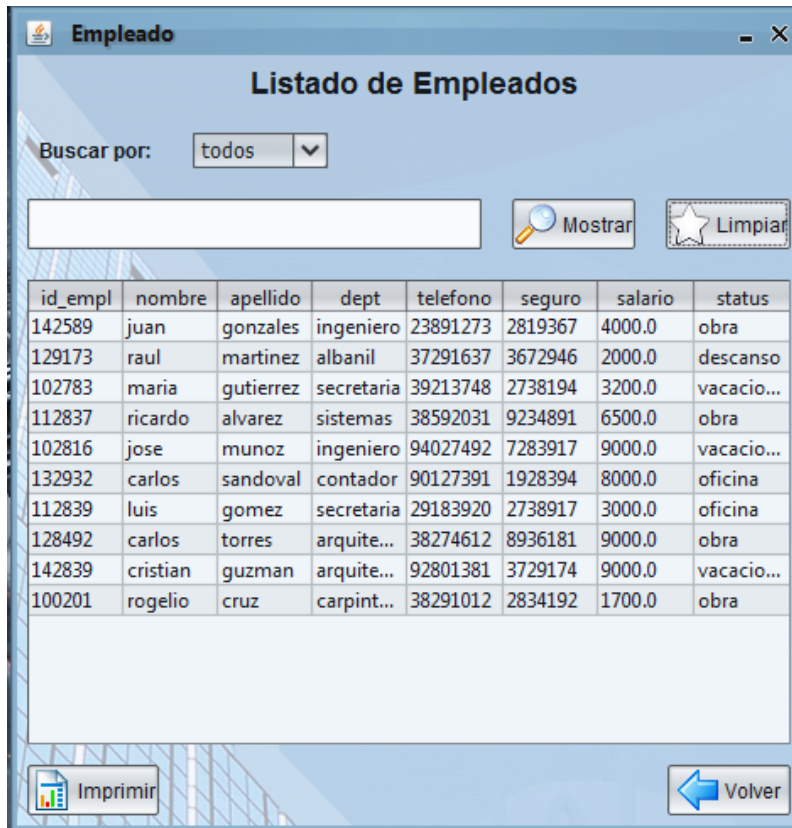 Empleado
Listado de Empleados
Buscar por: todos
Mostrar Limpiar
id_empl nombre apellido dept telefono seguro salario status
142589 juan gonzales ingeniero 23891273 2819367 4000.0 obra
129173 raul martinez albanil 37291637 3672946 2000.0 descanso
102783 maria gutierrez secretaria 39213748 2738194 3200.0 vacacio...
112837 ricardo alvarez sistemas 38592031 9234891 6500.0 obra
102816 jose munoz ingeniero 94027492 7283917 9000.0 vacacio...
132932 carlos sandoval contador 90127391 1928394 8000.0 oficina
112839 luis gomez secretaria 29183920 2738917 3000.0 oficina
128492 carlos torres arquite... 38274612 8936181 9000.0 obra
142839 cristian guzman arquite... 92801381 3729174 9000.0 vacacio...
100201 rogelio cruz carpint... 38291012 2834192 1700.0 obra
Imprimir Volver